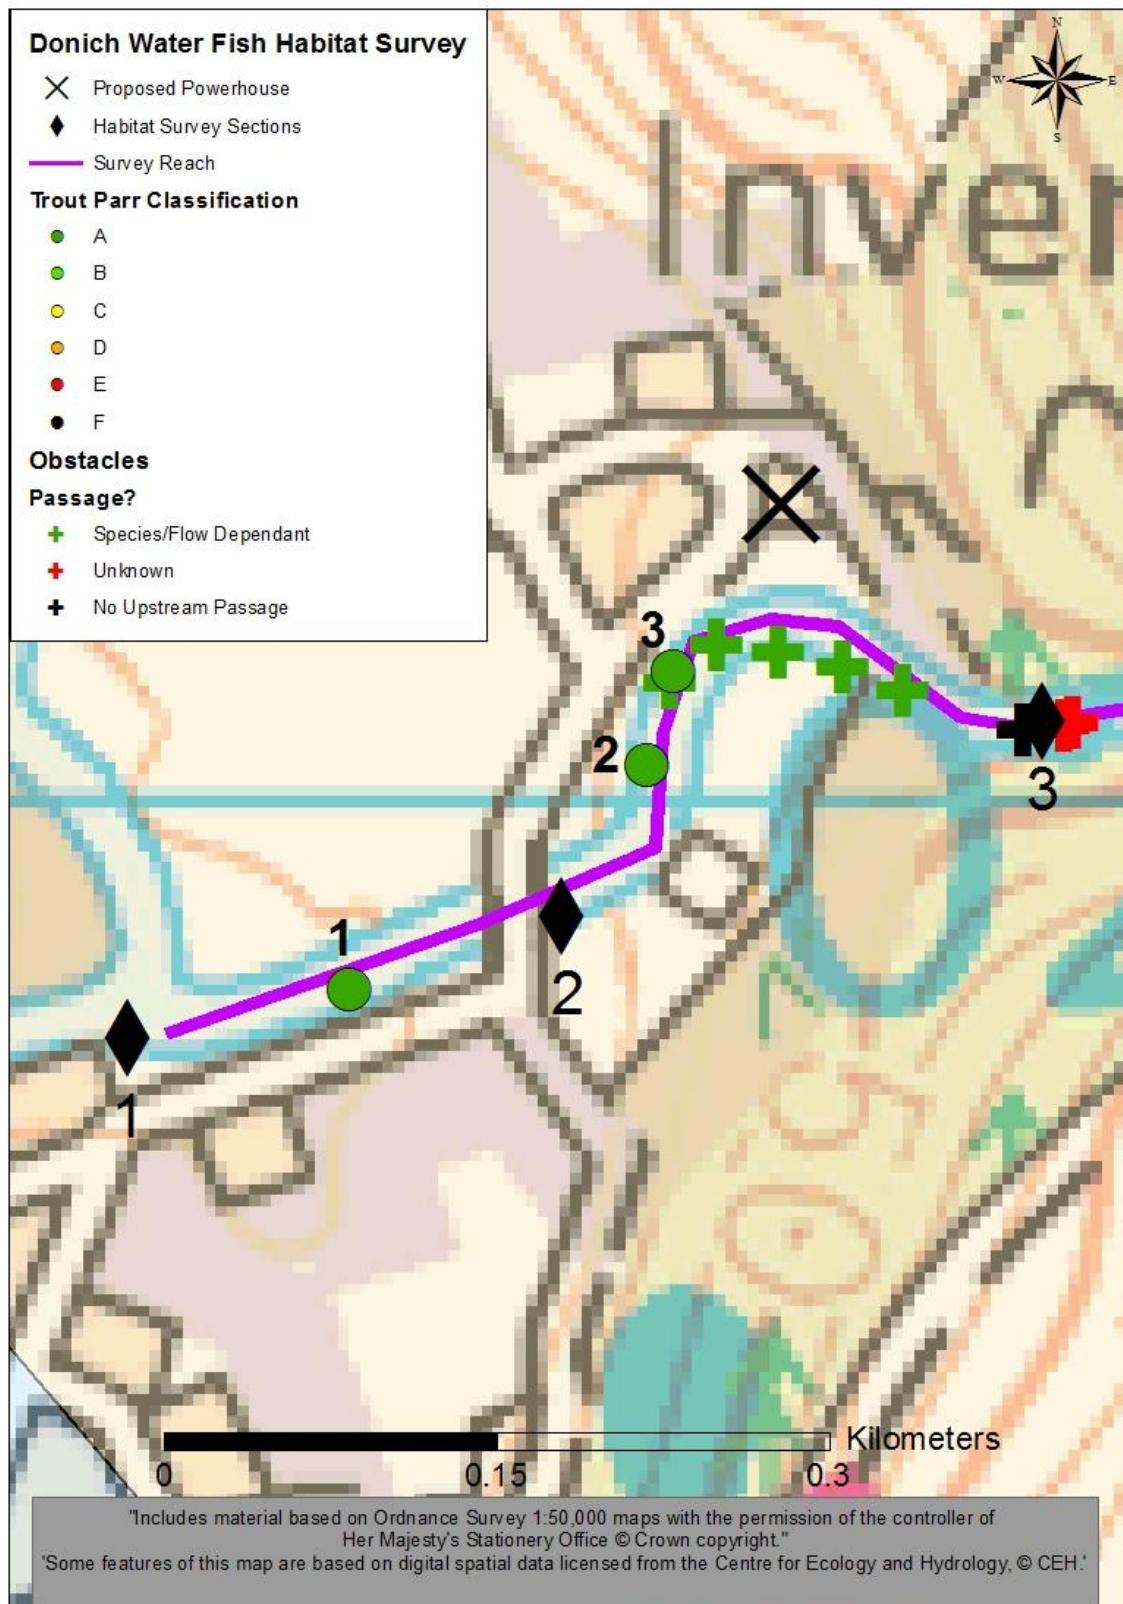 Donich Water Fish Habitat Survey
Proposed Powerhouse
Habitat Survey Sections
Survey Reach
Trout Parr Classification
A
B
C
D
E
F
Obstacles
Passage?
Species/Flow Dependant
Unknown
No Upstream Passage
N
W
E
S
Inver
3
2
3
1
2
1
Kilometers
0
0.15
0.3
"Includes material based on Ordnance Survey 1:50,000 maps with the permission of the controller of
Her Majesty's Stationery Office © Crown copyright."
'Some features of this map are based on digital spatial data licensed from the Centre for Ecology and Hydrology, © CEH.'